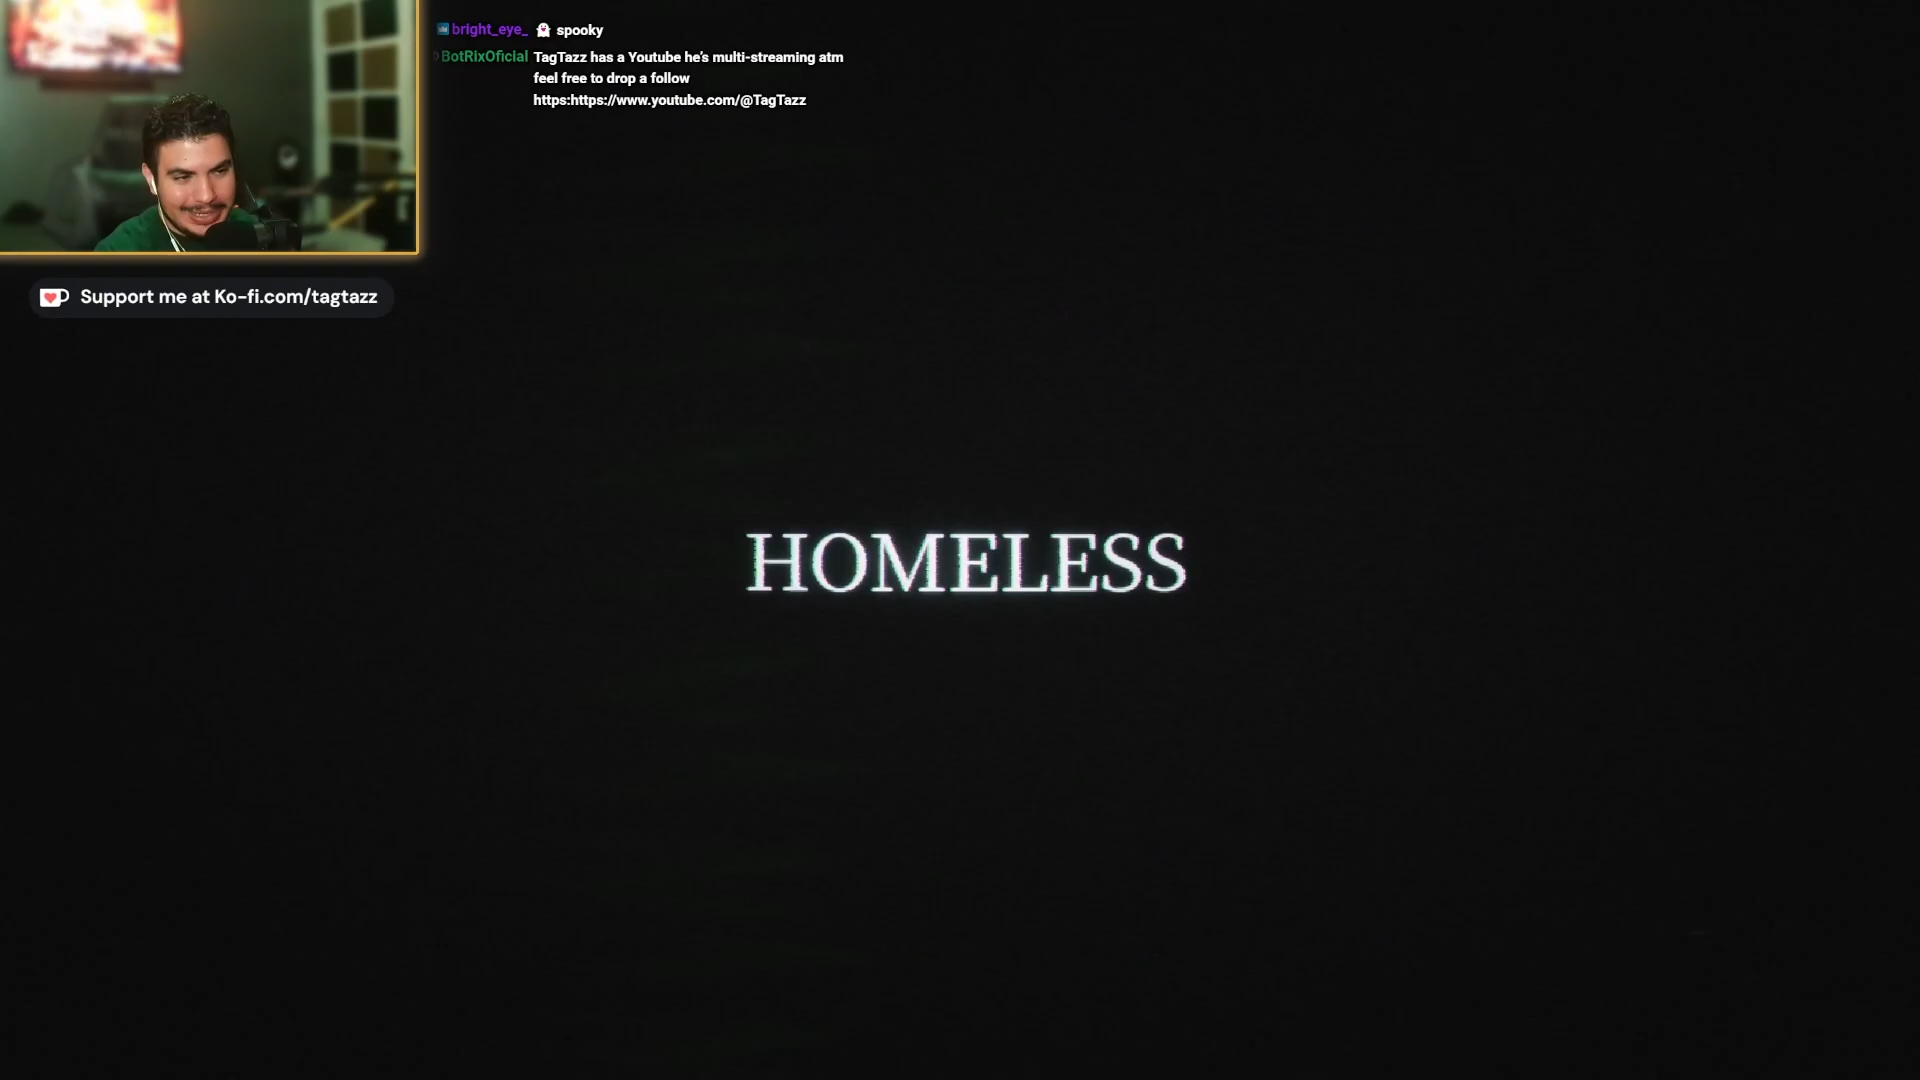 bright_eye_ 👻 spooky
BotRixOficial TagTazz has a Youtube he's multi-streaming atm
feel free to drop a follow
https:https://www.youtube.com/@TagTazz
Support me at Ko-fi.com/tagtazz
HOMELESS